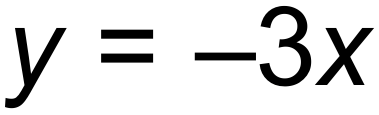 y = –3x